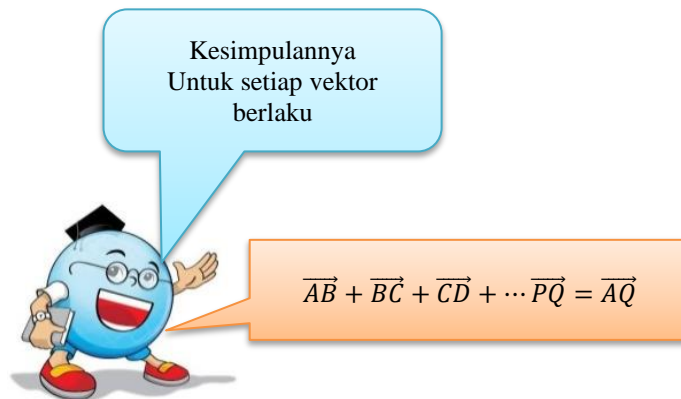 Kesimpulannya
Untuk setiap vektor
berlaku
$\overrightarrow{AB} + \overrightarrow{BC} + \overrightarrow{CD} + \cdots \overrightarrow{PQ} = \overrightarrow{AQ}$